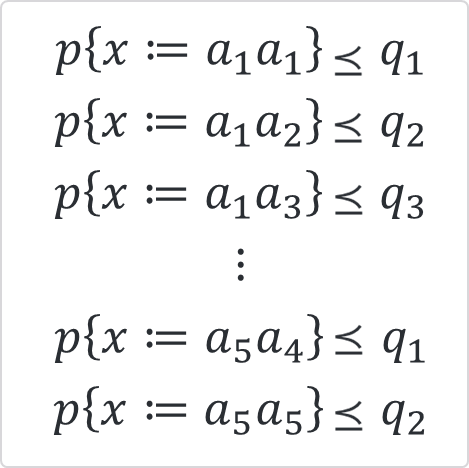 p{x ≔ a₁a₁} ⪯ q₁
p{x ≔ a₁a₂} ⪯ q₂
p{x ≔ a₁a₃} ⪯ q₃
⋮
p{x ≔ a₅a₄} ⪯ q₁
p{x ≔ a₅a₅} ⪯ q₂